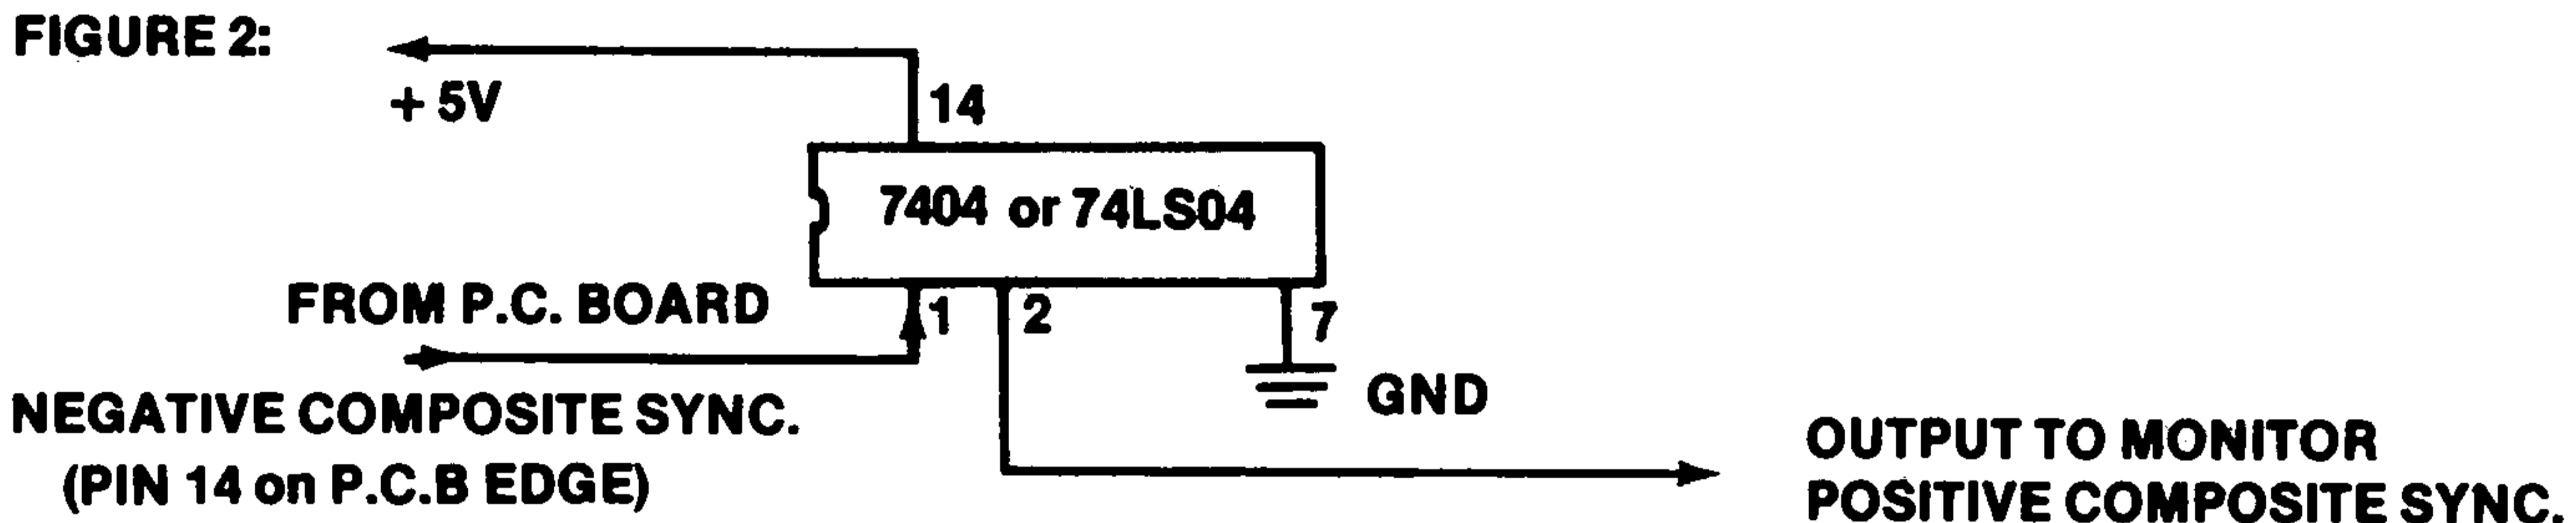 FIGURE 2:
+ 5V
14
7404 or 74LS04
FROM P.C. BOARD
1
2
7
GND
NEGATIVE COMPOSITE SYNC.
(PIN 14 on P.C.B EDGE)
OUTPUT TO MONITOR
POSITIVE COMPOSITE SYNC.